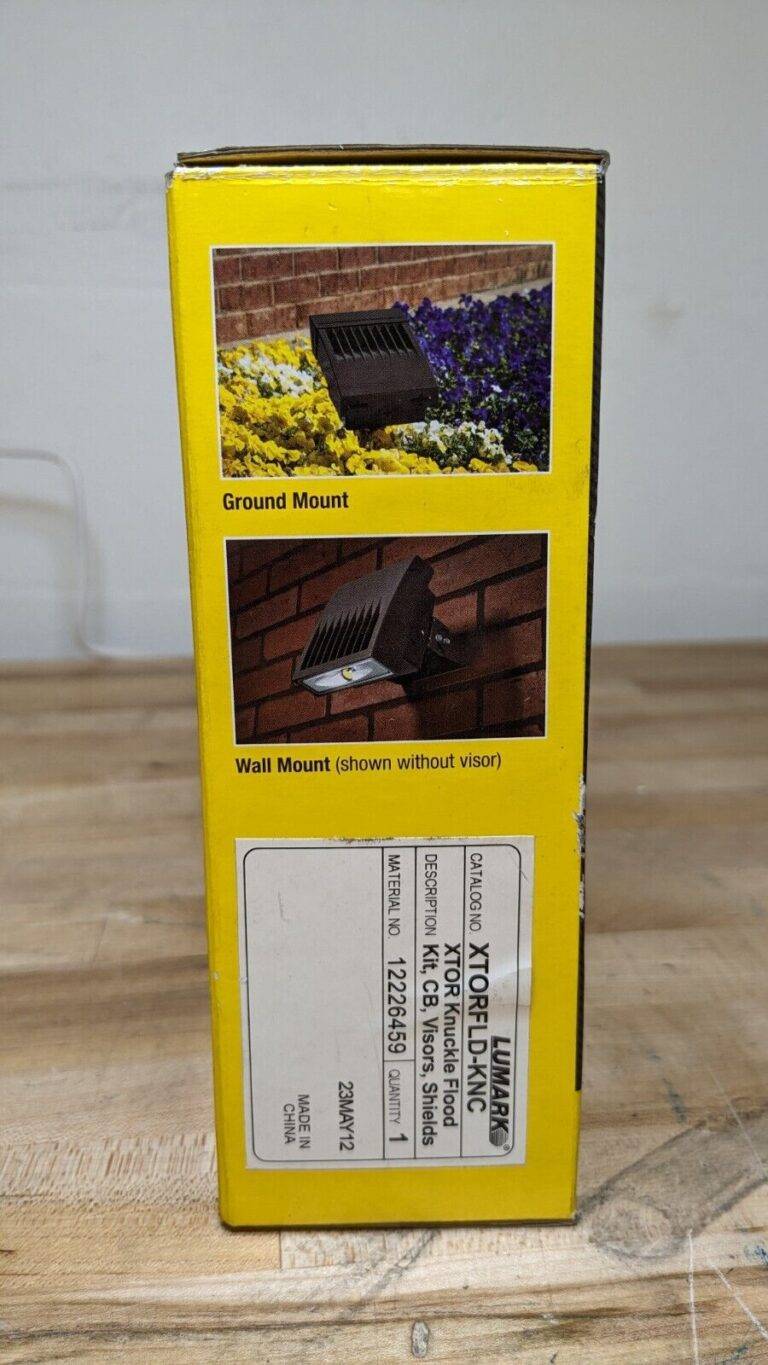 Ground Mount
Wall Mount (shown without visor)
LUMARK®
CATALOG NO. XTORFLD-KNC
DESCRIPTION XTOR Knuckle Flood
Kit, CB, Visors, Shields
MATERIAL NO. 12226459 QUANTITY 1
23MAY12
MADE IN
CHINA